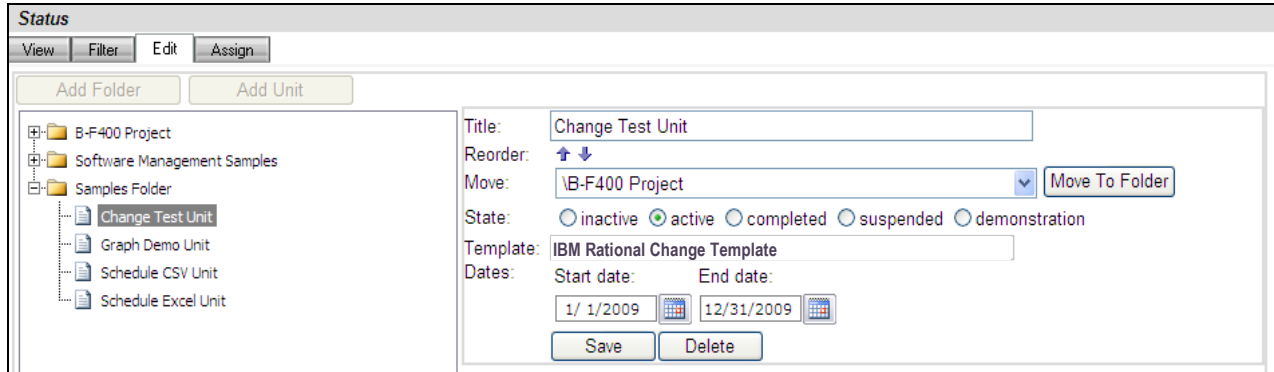 Status
View Filter Edit Assign
Add Folder Add Unit
B-F400 Project
Software Management Samples
Samples Folder
Change Test Unit
Graph Demo Unit
Schedule CSV Unit
Schedule Excel Unit
Title: Change Test Unit
Reorder:
Move: \B-F400 Project Move To Folder
State: inactive active completed suspended demonstration
Template: IBM Rational Change Template
Dates: Start date: End date:
1/ 1/2009 12/31/2009
Save Delete